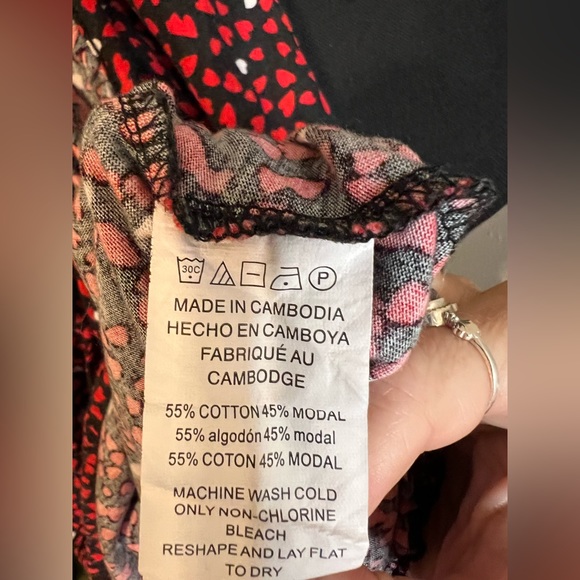 30C P
MADE IN CAMBODIA
HECHO EN CAMBOYA
FABRIQUÉ AU
CAMBODGE
55% COTTON 45% MODAL
55% algodón 45% modal
55% COTON 45% MODAL
MACHINE WASH COLD
ONLY NON-CHLORINE
BLEACH
RESHAPE AND LAY FLAT
TO DRY